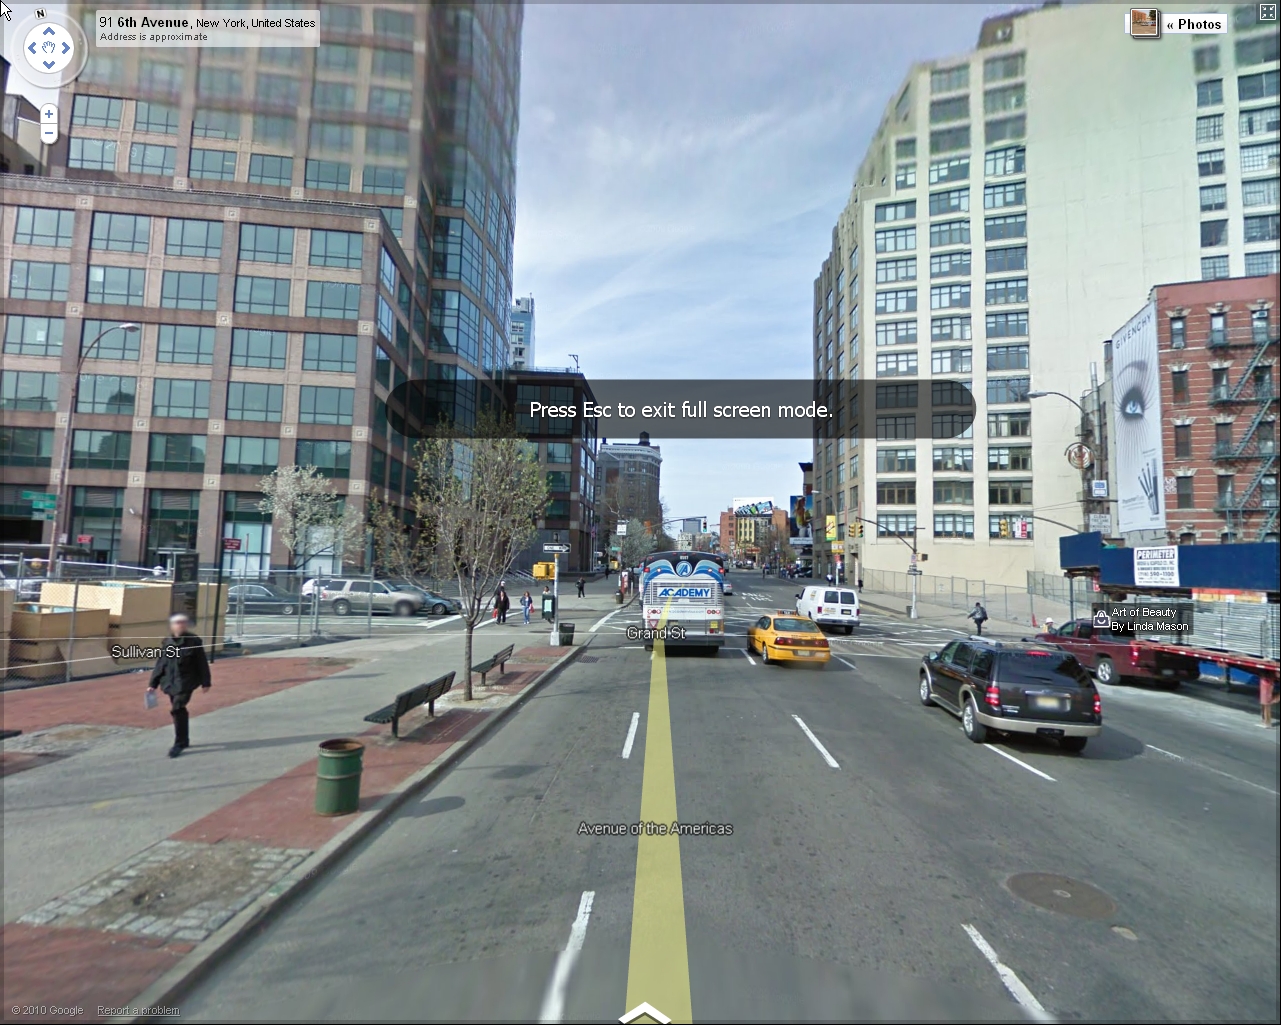 N
91 6th Avenue, New York, United States
Address is approximate
« Photos
GIVENCHY
Press Esc to exit full screen mode.
PERIMETER
ACADEMY
Art of Beauty
By Linda Mason
Grand St
Sullivan St
Avenue of the Americas
© 2010 Google
Report a problem